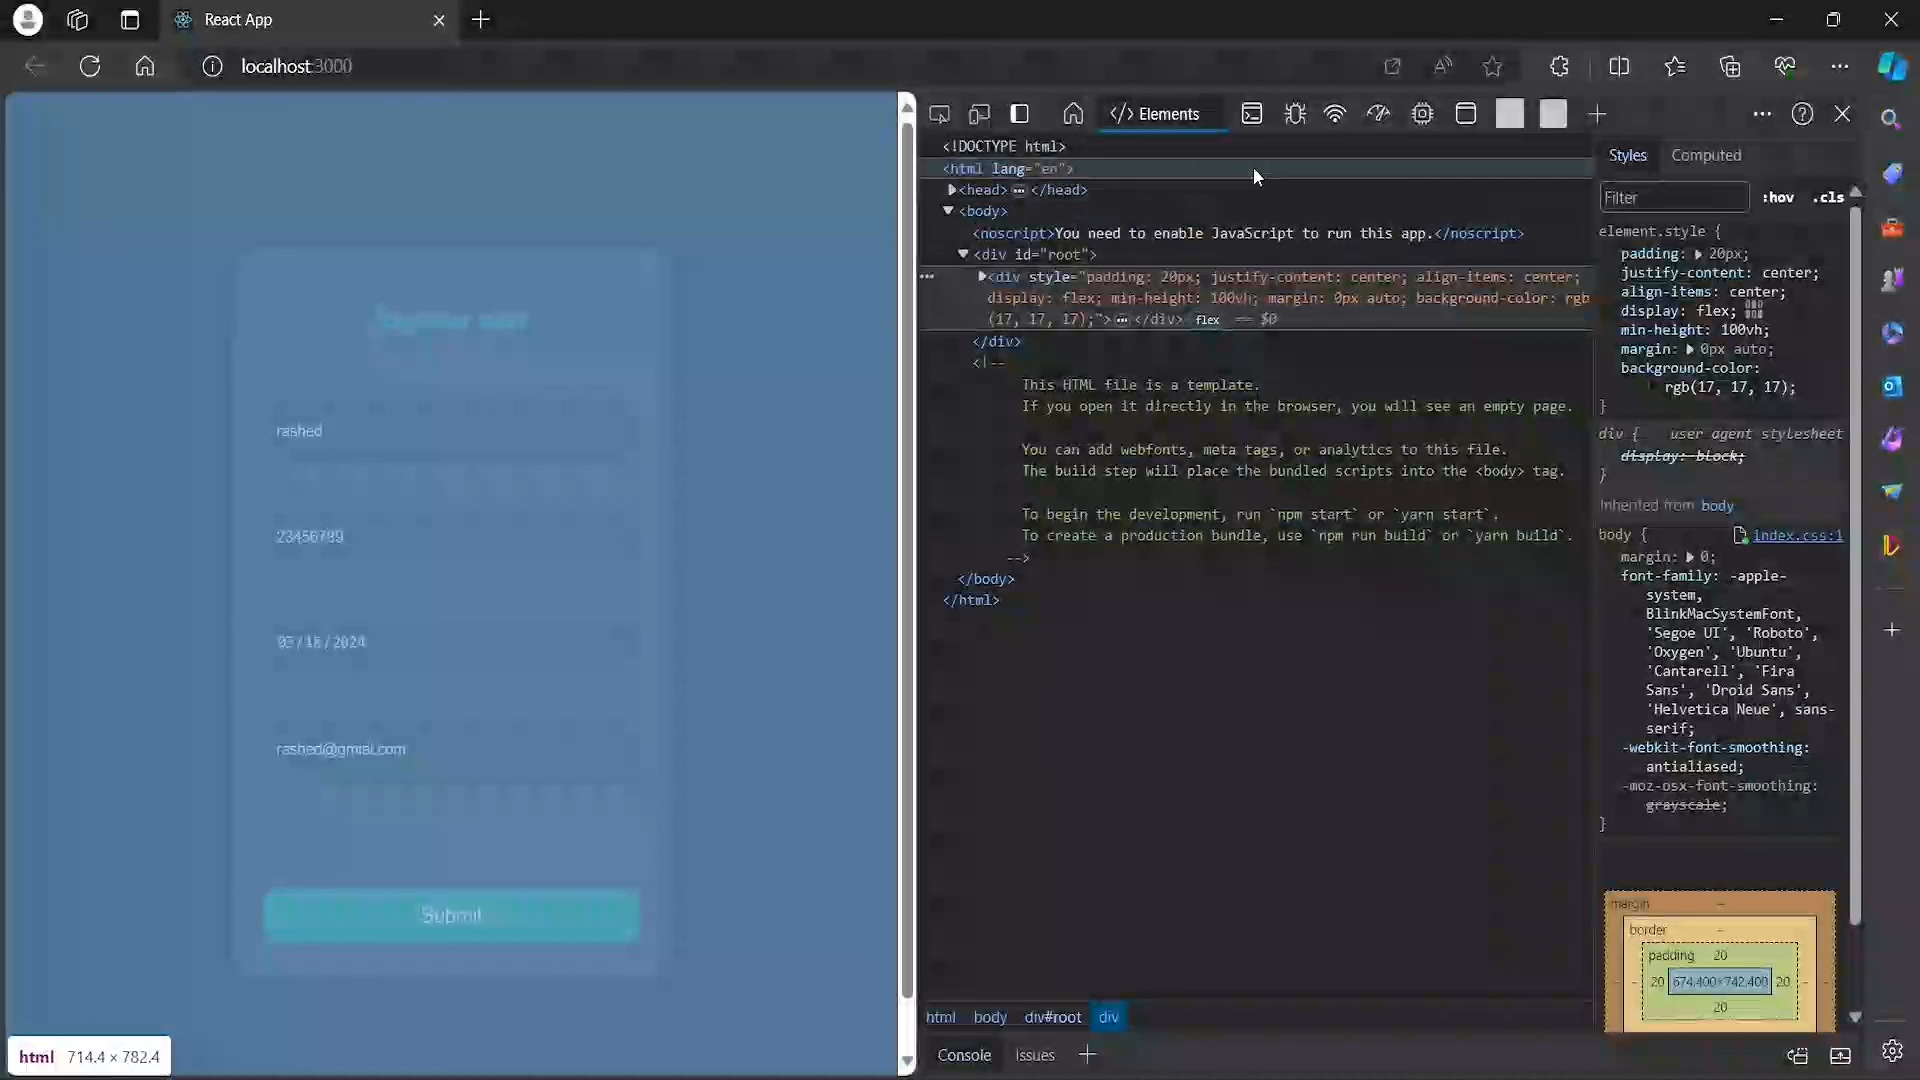 React App
localhost:3000
Elements
<!DOCTYPE html>
<html lang="en">
<head> </head>
<body>
<noscript>You need to enable JavaScript to run this app.</noscript>
<div id="root">
<div style="padding: 20px; justify-content: center; align-items: center;
display: flex; min-height: 100vh; margin: 0px auto; background-color: rgb
(17, 17, 17);"> … </div> flex == $0
</div>
<!--
This HTML file is a template.
If you open it directly in the browser, you will see an empty page.
You can add webfonts, meta tags, or analytics to this file.
The build step will place the bundled scripts into the <body> tag.
To begin the development, run `npm start` or `yarn start`.
To create a production bundle, use `npm run build` or `yarn build`.
-->
</body>
</html>
Styles Computed
Filter :hov .cls
element.style {
padding: 20px;
justify-content: center;
align-items: center;
display: flex;
min-height: 100vh;
margin: 0px auto;
background-color:
rgb(17, 17, 17);
}
div { user agent stylesheet
display: block;
}
Inherited from body
body { index.css:1
margin: 0;
font-family: -apple-
system,
BlinkMacSystemFont,
'Segoe UI', 'Roboto',
'Oxygen', 'Ubuntu',
'Cantarell', 'Fira
Sans', 'Droid Sans',
'Helvetica Neue', sans-
serif;
-webkit-font-smoothing:
antialiased;
-moz-osx-font-smoothing:
grayscale;
}
margin -
border -
padding 20
20 674.400×742.400 20
20
rashed
23456789
03/18/2024
rashed@gmial.com
Submit
html 714.4 × 782.4
html body div#root div
Console Issues